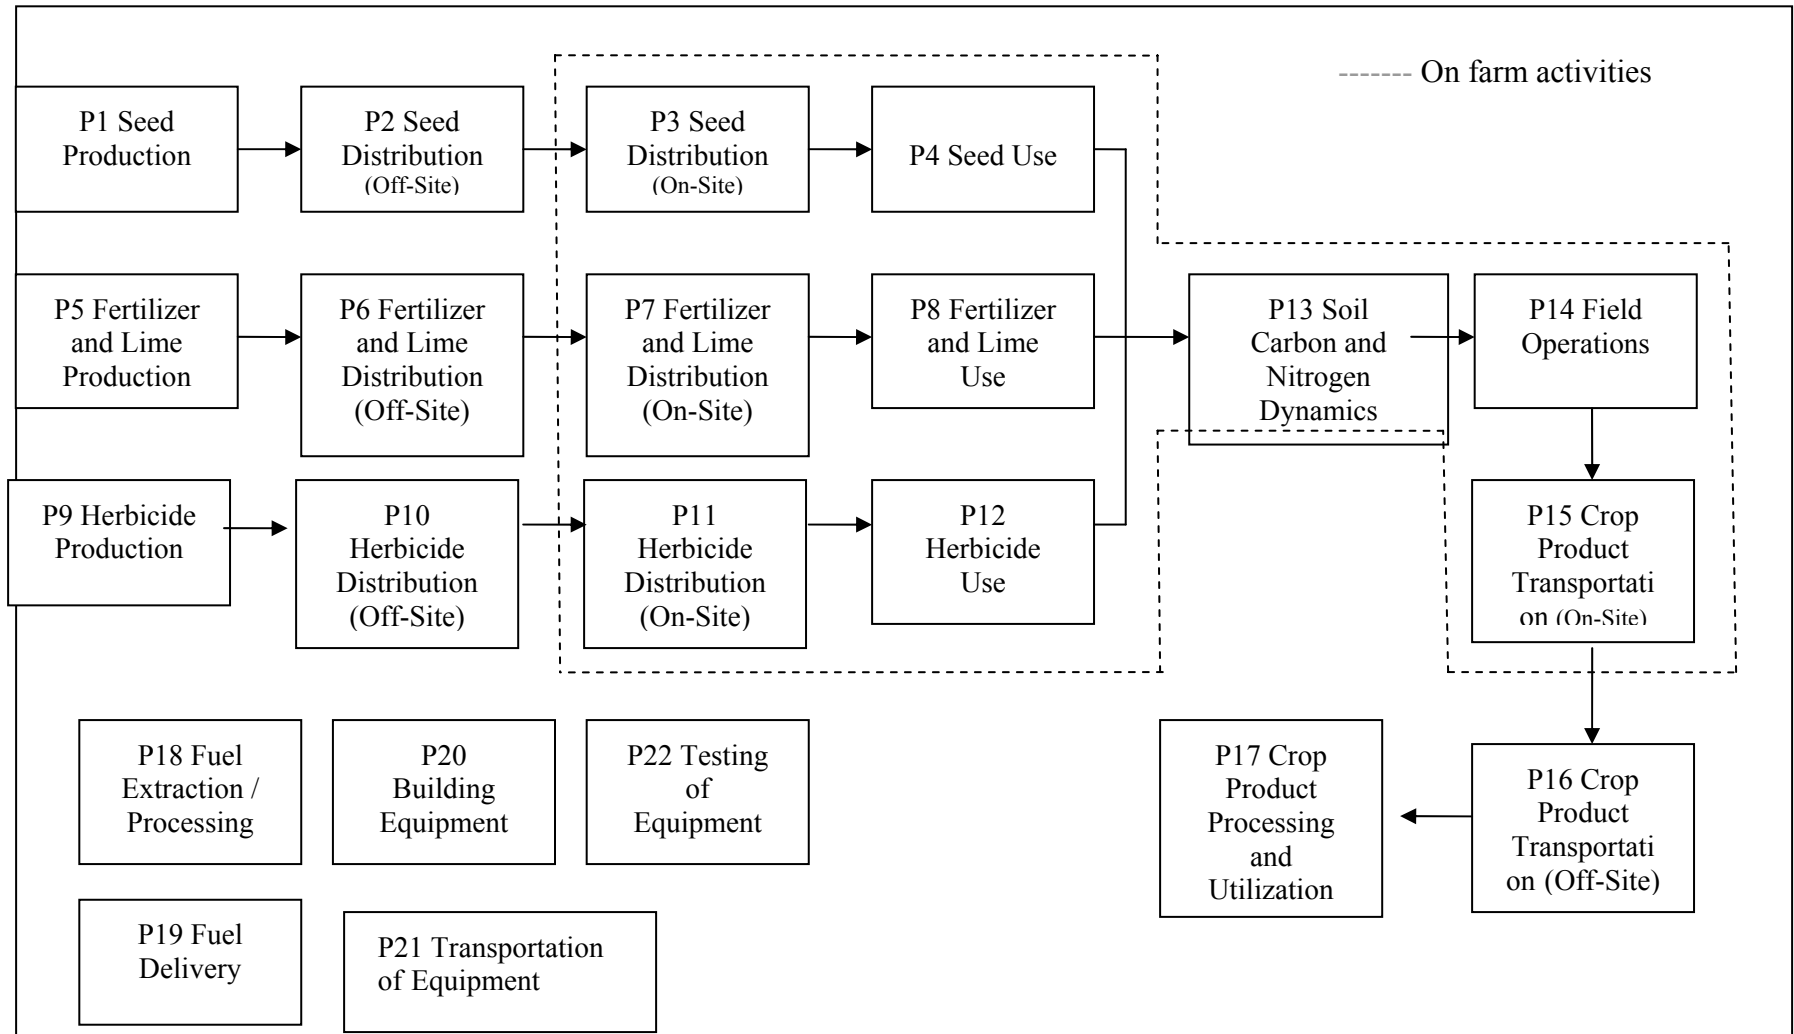 ------- On farm activities
P1 Seed
Production
P2 Seed
Distribution
(Off-Site)
P3 Seed
Distribution
(On-Site)
P4 Seed Use
P5 Fertilizer
and Lime
Production
P6 Fertilizer
and Lime
Distribution
(Off-Site)
P7 Fertilizer
and Lime
Distribution
(On-Site)
P8 Fertilizer
and Lime
Use
P13 Soil
Carbon and
Nitrogen
Dynamics
P14 Field
Operations
P9 Herbicide
Production
P10
Herbicide
Distribution
(Off-Site)
P11
Herbicide
Distribution
(On-Site)
P12
Herbicide
Use
P15 Crop
Product
Transportati
on (On-Site)
P18 Fuel
Extraction /
Processing
P20
Building
Equipment
P22 Testing
of
Equipment
P17 Crop
Product
Processing
and
Utilization
P16 Crop
Product
Transportati
on (Off-Site)
P19 Fuel
Delivery
P21 Transportation
of Equipment